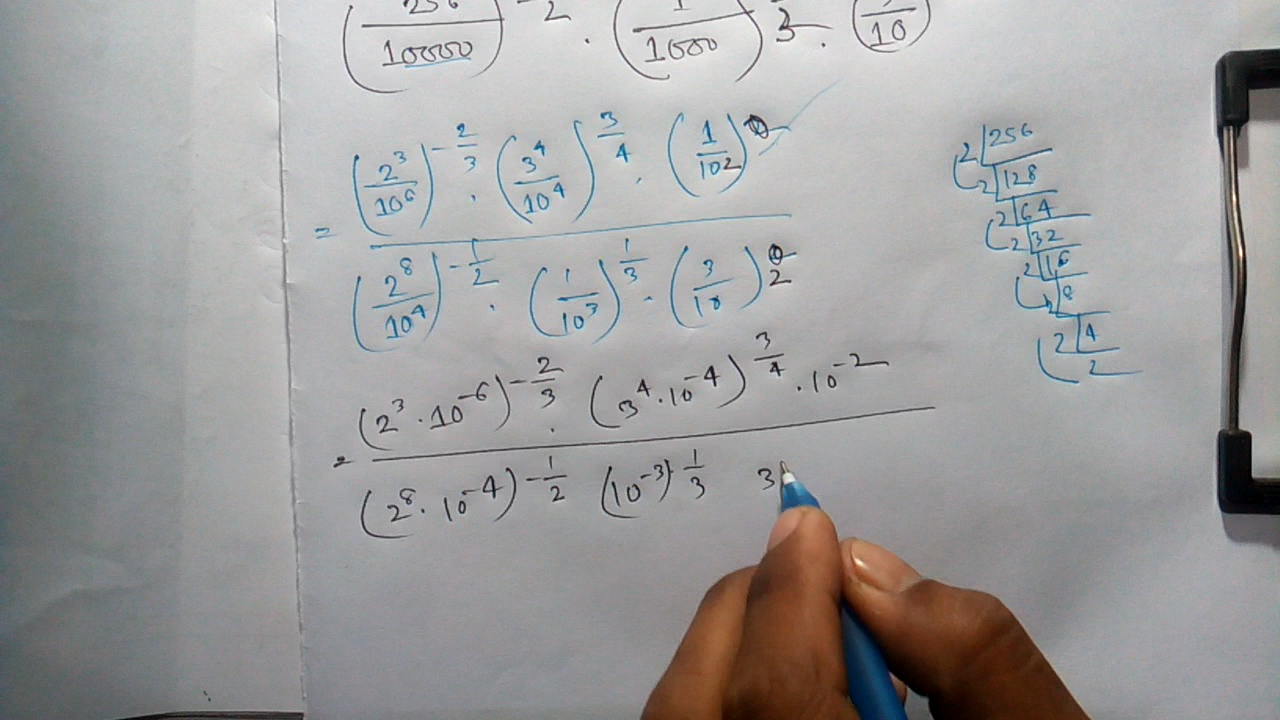 (256/10000)^-2 · (1/1000)^3 · (/10)
= (2^3/10^6)^-2/3 · (3^4/10^4)^3/4 · (1/10^2)
(2^8/10^4)^-1/2 · (1/10^3)^1/3 · (3/10)^2
= (2^3 · 10^-6)^-2/3 · (3^4 · 10^-4)^3/4 · 10^-2
(2^8 · 10^-4)^-1/2 (10^-3)^1/3 3
2 256
2 128
2 64
2 32
2 16
2 8
2 4
2